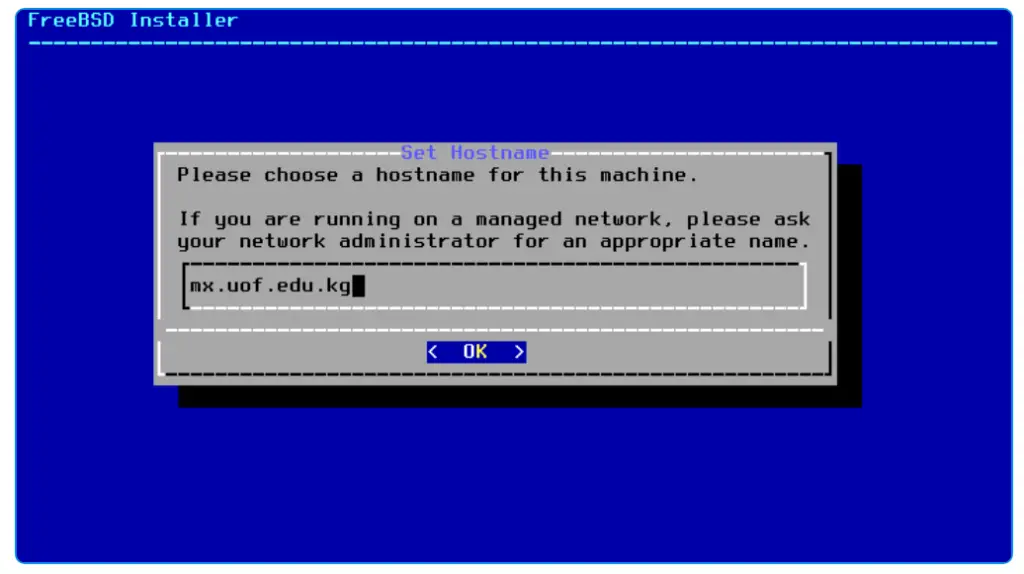 FreeBSD Installer
Set Hostname
Please choose a hostname for this machine.
If you are running on a managed network, please ask
your network administrator for an appropriate name.
mx.uof.edu.kg
< OK >